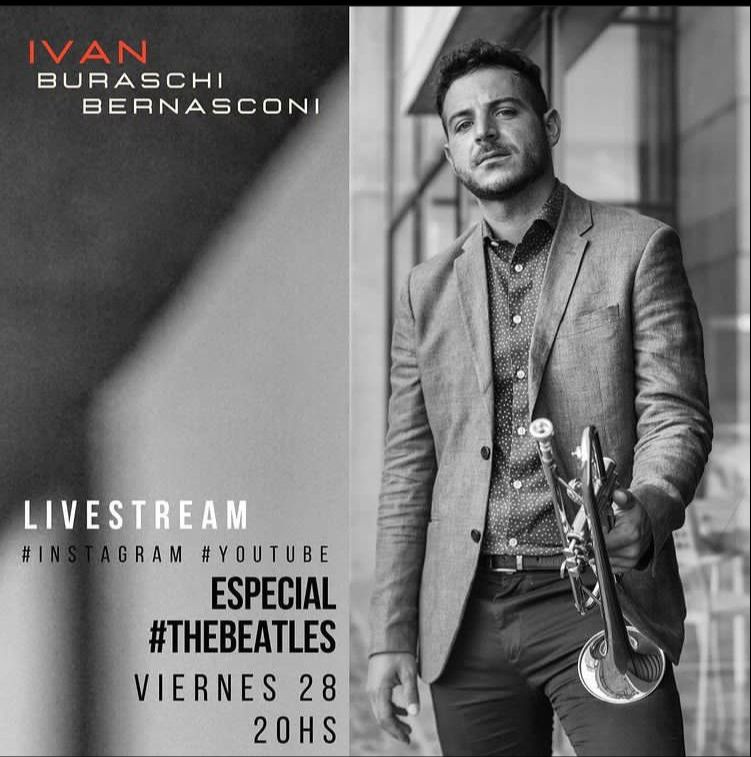 IVAN
BURASCHI
BERNASCONI
LIVESTREAM
#INSTAGRAM #YOUTUBE
ESPECIAL
#THEBEATLES
VIERNES 28
20HS